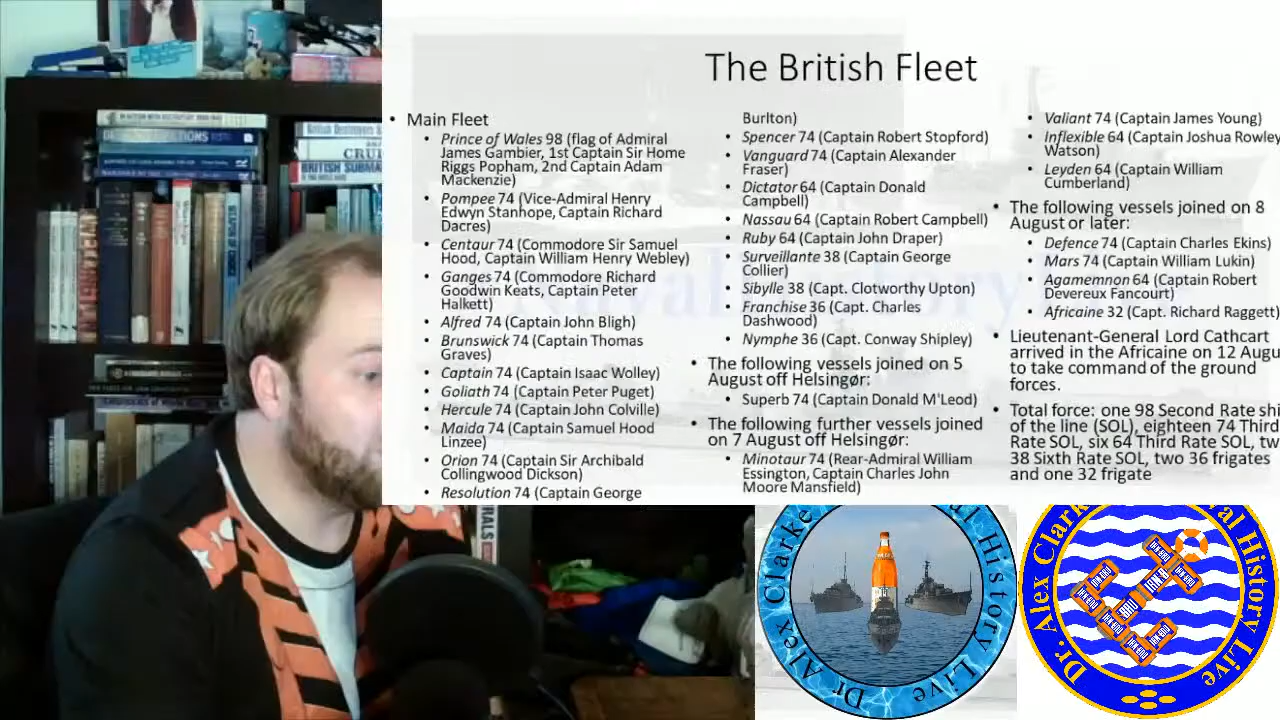 The British Fleet
• Main Fleet
• Prince of Wales 98 (flag of Admiral
James Gambier, 1st Captain Sir Home
Riggs Popham, 2nd Captain Adam
Mackenzie)
• Pompee 74 (Vice-Admiral Henry
Edwyn Stanhope, Captain Richard
Dacres)
• Centaur 74 (Commodore Sir Samuel
Hood, Captain William Henry Webley)
• Ganges 74 (Commodore Richard
Goodwin Keats, Captain Peter
Halkett)
• Alfred 74 (Captain John Bligh)
• Brunswick 74 (Captain Thomas
Graves)
• Captain 74 (Captain Isaac Wolley)
• Goliath 74 (Captain Peter Puget)
• Hercule 74 (Captain John Colville)
• Maida 74 (Captain Samuel Hood
Linzee)
• Orion 74 (Captain Sir Archibald
Collingwood Dickson)
• Resolution 74 (Captain George
Burlton)
• Spencer 74 (Captain Robert Stopford)
• Vanguard 74 (Captain Alexander
Fraser)
• Dictator 64 (Captain Donald
Campbell)
• Nassau 64 (Captain Robert Campbell)
• Ruby 64 (Captain John Draper)
• Surveillante 38 (Captain George
Collier)
• Sibylle 38 (Capt. Clotworthy Upton)
• Franchise 36 (Capt. Charles
Dashwood)
• Nymphe 36 (Capt. Conway Shipley)
• The following vessels joined on 5
August off Helsingør:
• Superb 74 (Captain Donald M'Leod)
• The following further vessels joined
on 7 August off Helsingør:
• Minotaur 74 (Rear-Admiral William
Essington, Captain Charles John
Moore Mansfield)
• Valiant 74 (Captain James Young)
• Inflexible 64 (Captain Joshua Rowley
Watson)
• Leyden 64 (Captain William
Cumberland)
• The following vessels joined on 8
August or later:
• Defence 74 (Captain Charles Ekins)
• Mars 74 (Captain William Lukin)
• Agamemnon 64 (Captain Robert
Devereux Fancourt)
• Africaine 32 (Capt. Richard Raggett)
• Lieutenant-General Lord Cathcart
arrived in the Africaine on 12 Augu
to take command of the ground
forces.
• Total force: one 98 Second Rate shi
of the line (SOL), eighteen 74 Third
Rate SOL, six 64 Third Rate SOL, tw
38 Sixth Rate SOL, two 36 frigates
and one 32 frigate
BRITISH SUBMA
CRU
Dr Alex Clarke
al History Live
Dr. Alex Clark
val History Live